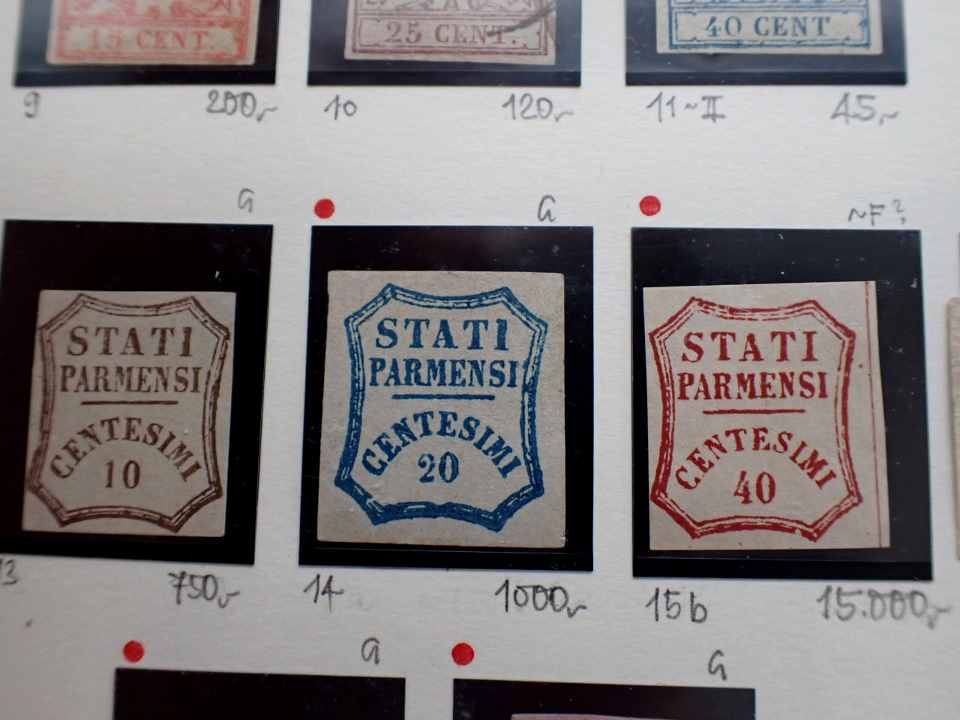 15 CENT.
25 CENT.
40 CENT
9 200,-
10 120,-
11~II 45,-
G
G
~F?
STATI
PARMENSI
CENTESIMI
10
STATI
PARMENSI
CENTESIMI
20
STATI
PARMENSI
CENTESIMI
40
13 750,-
14 1000,-
15b 15.000,-
G
G